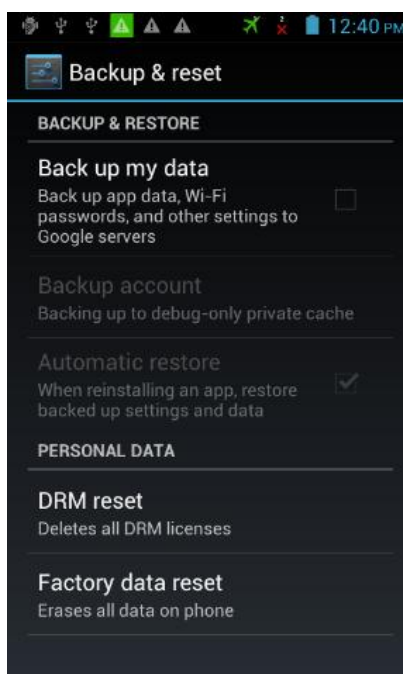 12:40 PM
Backup & reset
BACKUP & RESTORE
Back up my data
Back up app data, Wi-Fi
passwords, and other settings to
Google servers
Backup account
Backing up to debug-only private cache
Automatic restore
When reinstalling an app, restore
backed up settings and data
PERSONAL DATA
DRM reset
Deletes all DRM licenses
Factory data reset
Erases all data on phone